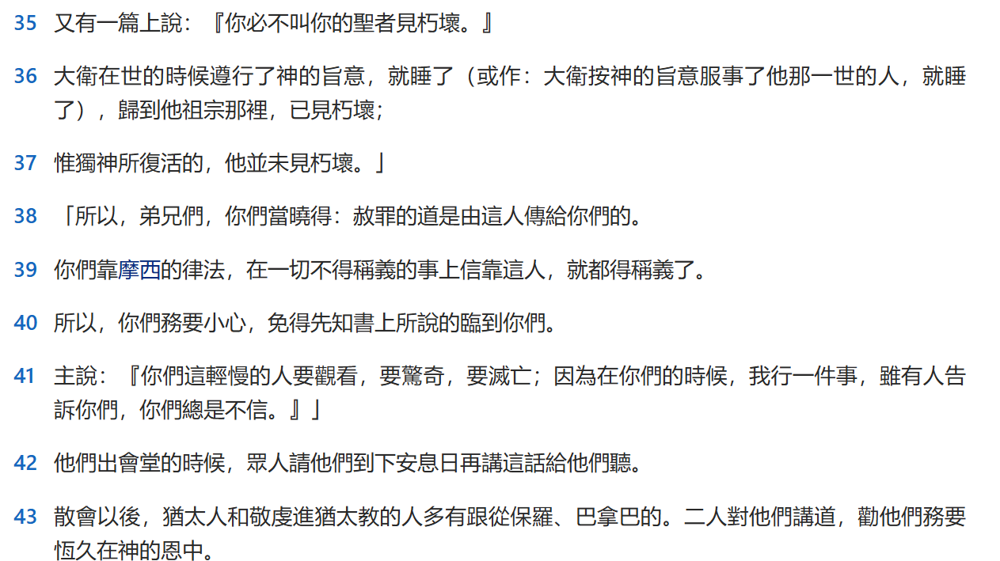 35 又有一篇上說：『你必不叫你的聖者見朽壞。』
36 大衛在世的時候遵行了神的旨意，就睡了（或作：大衛按神的旨意服事了他那一世的人，就睡
了），歸到他祖宗那裡，已見朽壞；
37 惟獨神所復活的，他並未見朽壞。」
38 「所以，弟兄們，你們當曉得：赦罪的道是由這人傳給你們的。
39 你們靠摩西的律法，在一切不得稱義的事上信靠這人，就都得稱義了。
40 所以，你們務要小心，免得先知書上所說的臨到你們。
41 主說：『你們這輕慢的人要觀看，要驚奇，要滅亡；因為在你們的時候，我行一件事，雖有人告
訴你們，你們總是不信。』」
42 他們出會堂的時候，眾人請他們到下安息日再講這話給他們聽。
43 散會以後，猶太人和敬虔進猶太教的人多有跟從保羅、巴拿巴的。二人對他們講道，勸他們務要
恆久在神的恩中。